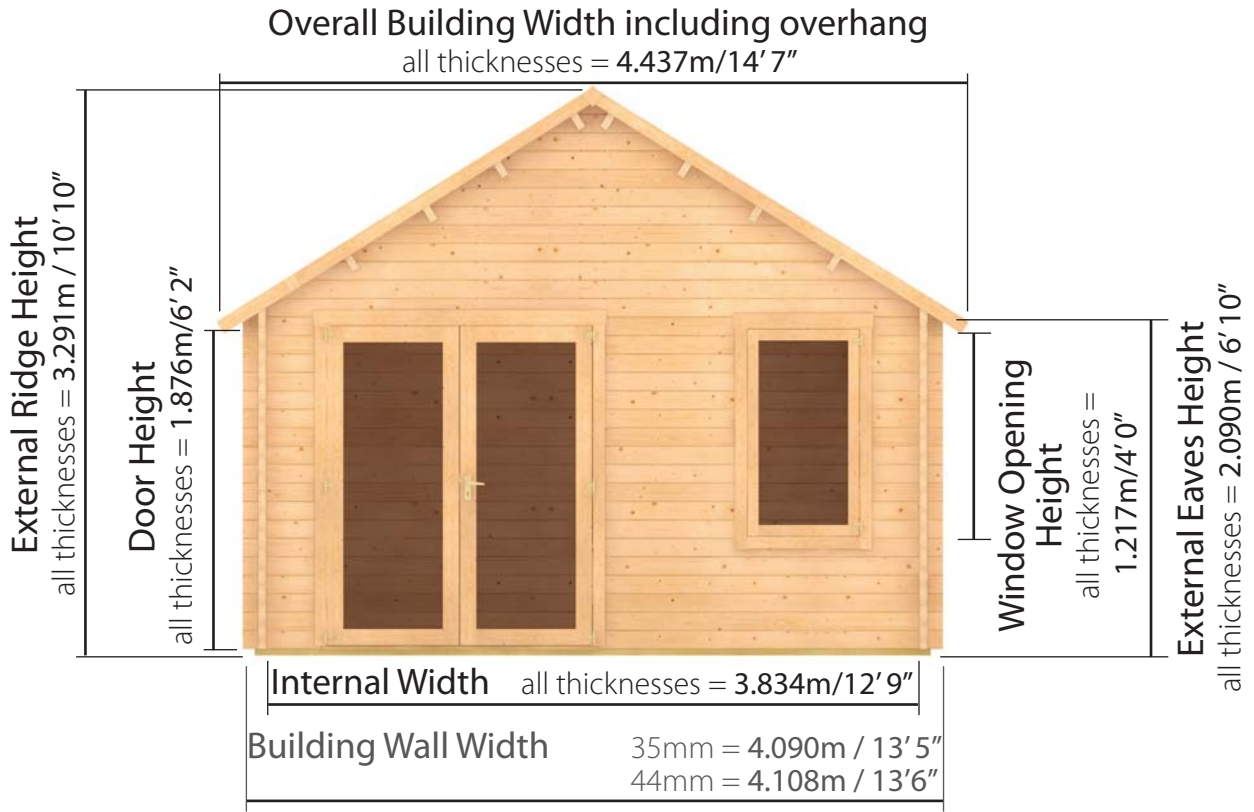 Overall Building Width including overhang
all thicknesses = 4.437m/14’ 7”
External Ridge Height
all thicknesses = 3.291m / 10’ 10”
Door Height
all thicknesses = 1.876m/6’ 2”
Window Opening
Height
all thicknesses =
1.217m/4’ 0”
External Eaves Height
all thicknesses = 2.090m / 6’ 10”
Internal Width all thicknesses = 3.834m/12’ 9”
Building Wall Width 35mm = 4.090m / 13’ 5”
44mm = 4.108m / 13’6”